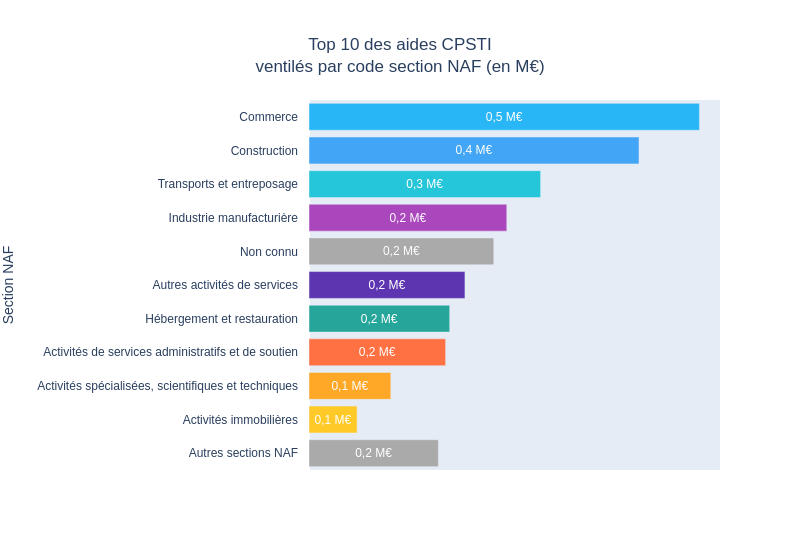 Top 10 des aides CPSTI
ventilés par code section NAF (en M€)
Section NAF
Commerce 0,5 M€
Construction 0,4 M€
Transports et entreposage 0,3 M€
Industrie manufacturière 0,2 M€
Non connu 0,2 M€
Autres activités de services 0,2 M€
Hébergement et restauration 0,2 M€
Activités de services administratifs et de soutien 0,2 M€
Activités spécialisées, scientifiques et techniques 0,1 M€
Activités immobilières 0,1 M€
Autres sections NAF 0,2 M€